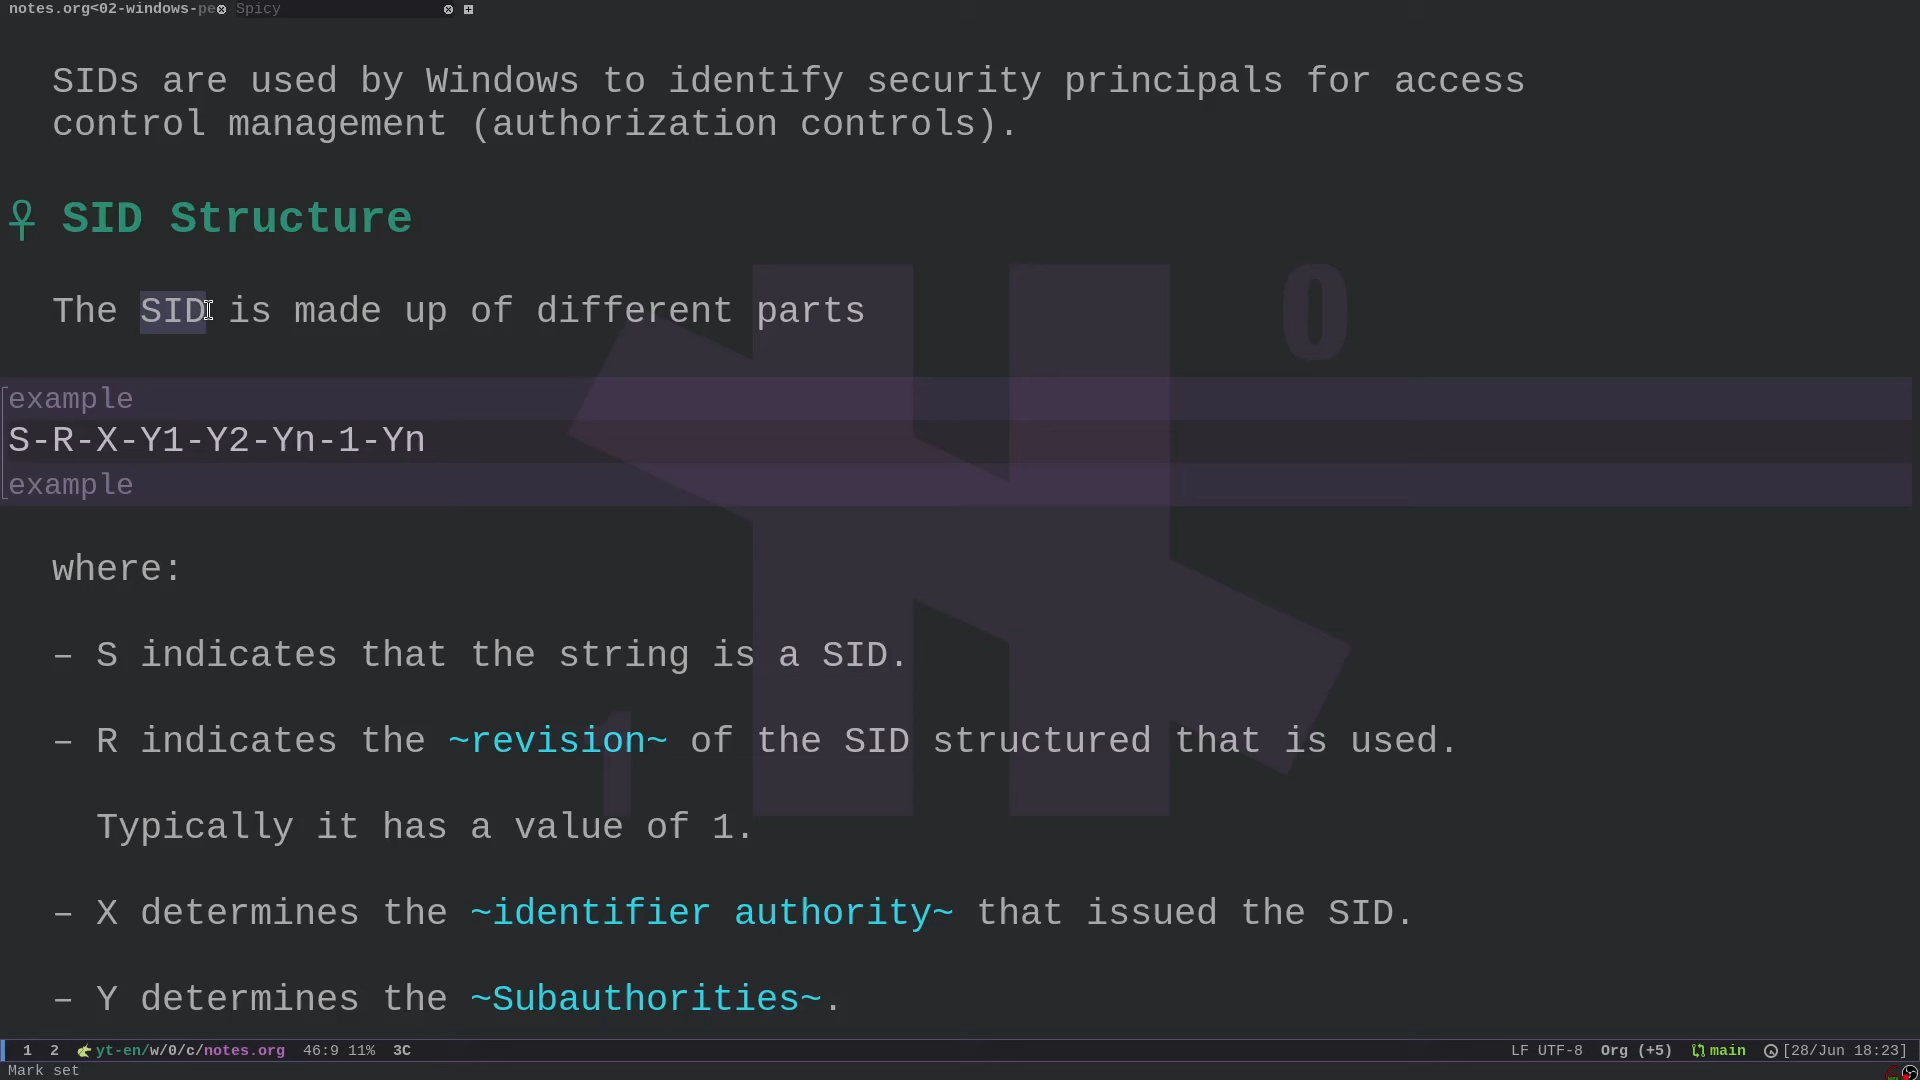 notes.org<02-windows-pe
Spicy
SIDs are used by Windows to identify security principals for access
control management (authorization controls).
SID Structure
The SID is made up of different parts
example
S-R-X-Y1-Y2-Yn-1-Yn
example
where:
– S indicates that the string is a SID.
– R indicates the ~revision~ of the SID structured that is used.
Typically it has a value of 1.
– X determines the ~identifier authority~ that issued the SID.
– Y determines the ~Subauthorities~.
0
1
1 2 yt-en/w/0/c/notes.org 46:9 11% 3C LF UTF-8 Org (+5) main [28/Jun 18:23]
Mark set